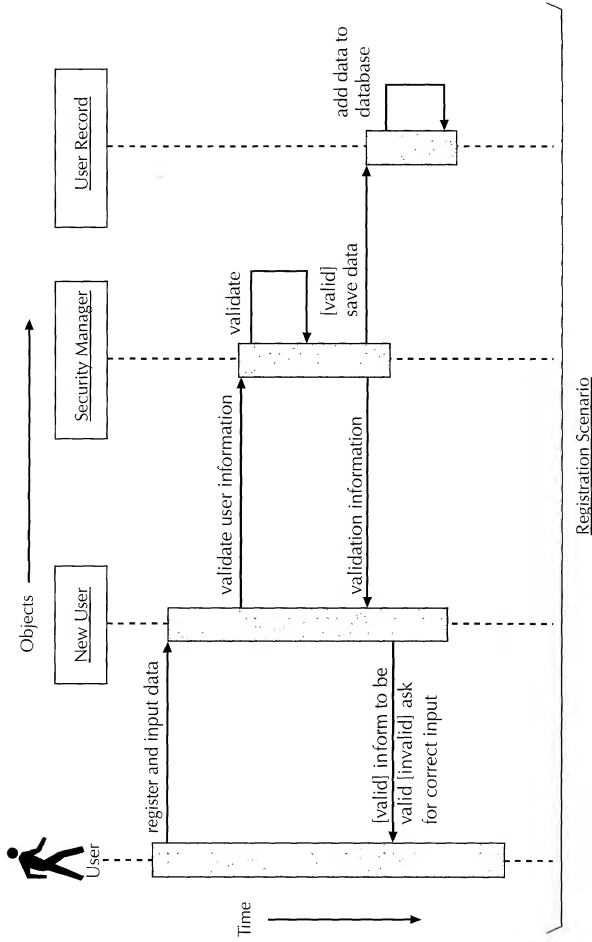 Objects
User
New User
Security Manager
User Record
Time
register and input data
validate user information
validate
[valid]
save data
add data to
database
validation information
[valid] inform to be
valid [invalid] ask
for correct input
Registration Scenario